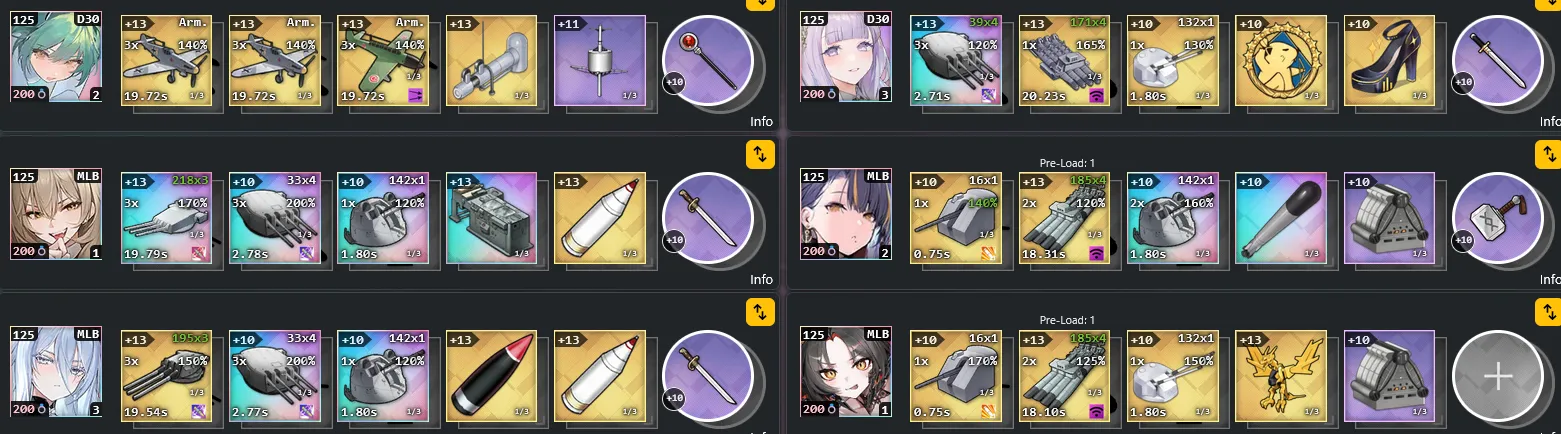 125 D30
200 2
+13 Arm.
3x 140%
19.72s 1/3
+13 Arm.
3x 140%
19.72s 1/3
+13 Arm.
3x 140%
1/3
19.72s
+13
1/3
+11
1/3
+10
Info
125 D30
200 3
+13 39x4
3x 120%
1/3
2.71s
+13 171x4
1x 165%
1/3
20.23s
+10 132x1
1x 130%
1.80s 1/3
+10
1/3
+10
1/3
+10
Info
125 MLB
200 1
+13 218x3
3x 170%
1/3
19.79s
+10 33x4
3x 200%
1/3
2.78s
+10 142x1
1x 120%
1.80s 1/3
+13
1/3
+13
1/3
+10
Info
Pre-Load: 1
125 MLB
200 2
+10 16x1
1x 140%
1/3
0.75s
+13 185x4
2x 120%
1/3
18.31s
+10 142x1
2x 160%
1.80s 1/3
+10
1/3
+10
1/3
+10
Info
125 MLB
200 3
+13 195x3
3x 150%
1/3
19.54s
+10 33x4
3x 200%
1/3
2.77s
+10 142x1
1x 120%
1.80s 1/3
+13
1/3
+13
1/3
+10
Pre-Load: 1
125 MLB
200 1
+10 16x1
1x 170%
1/3
0.75s
+13 185x4
2x 125%
1/3
18.10s
+10 132x1
1x 150%
1.80s 1/3
+13
1/3
+10
1/3